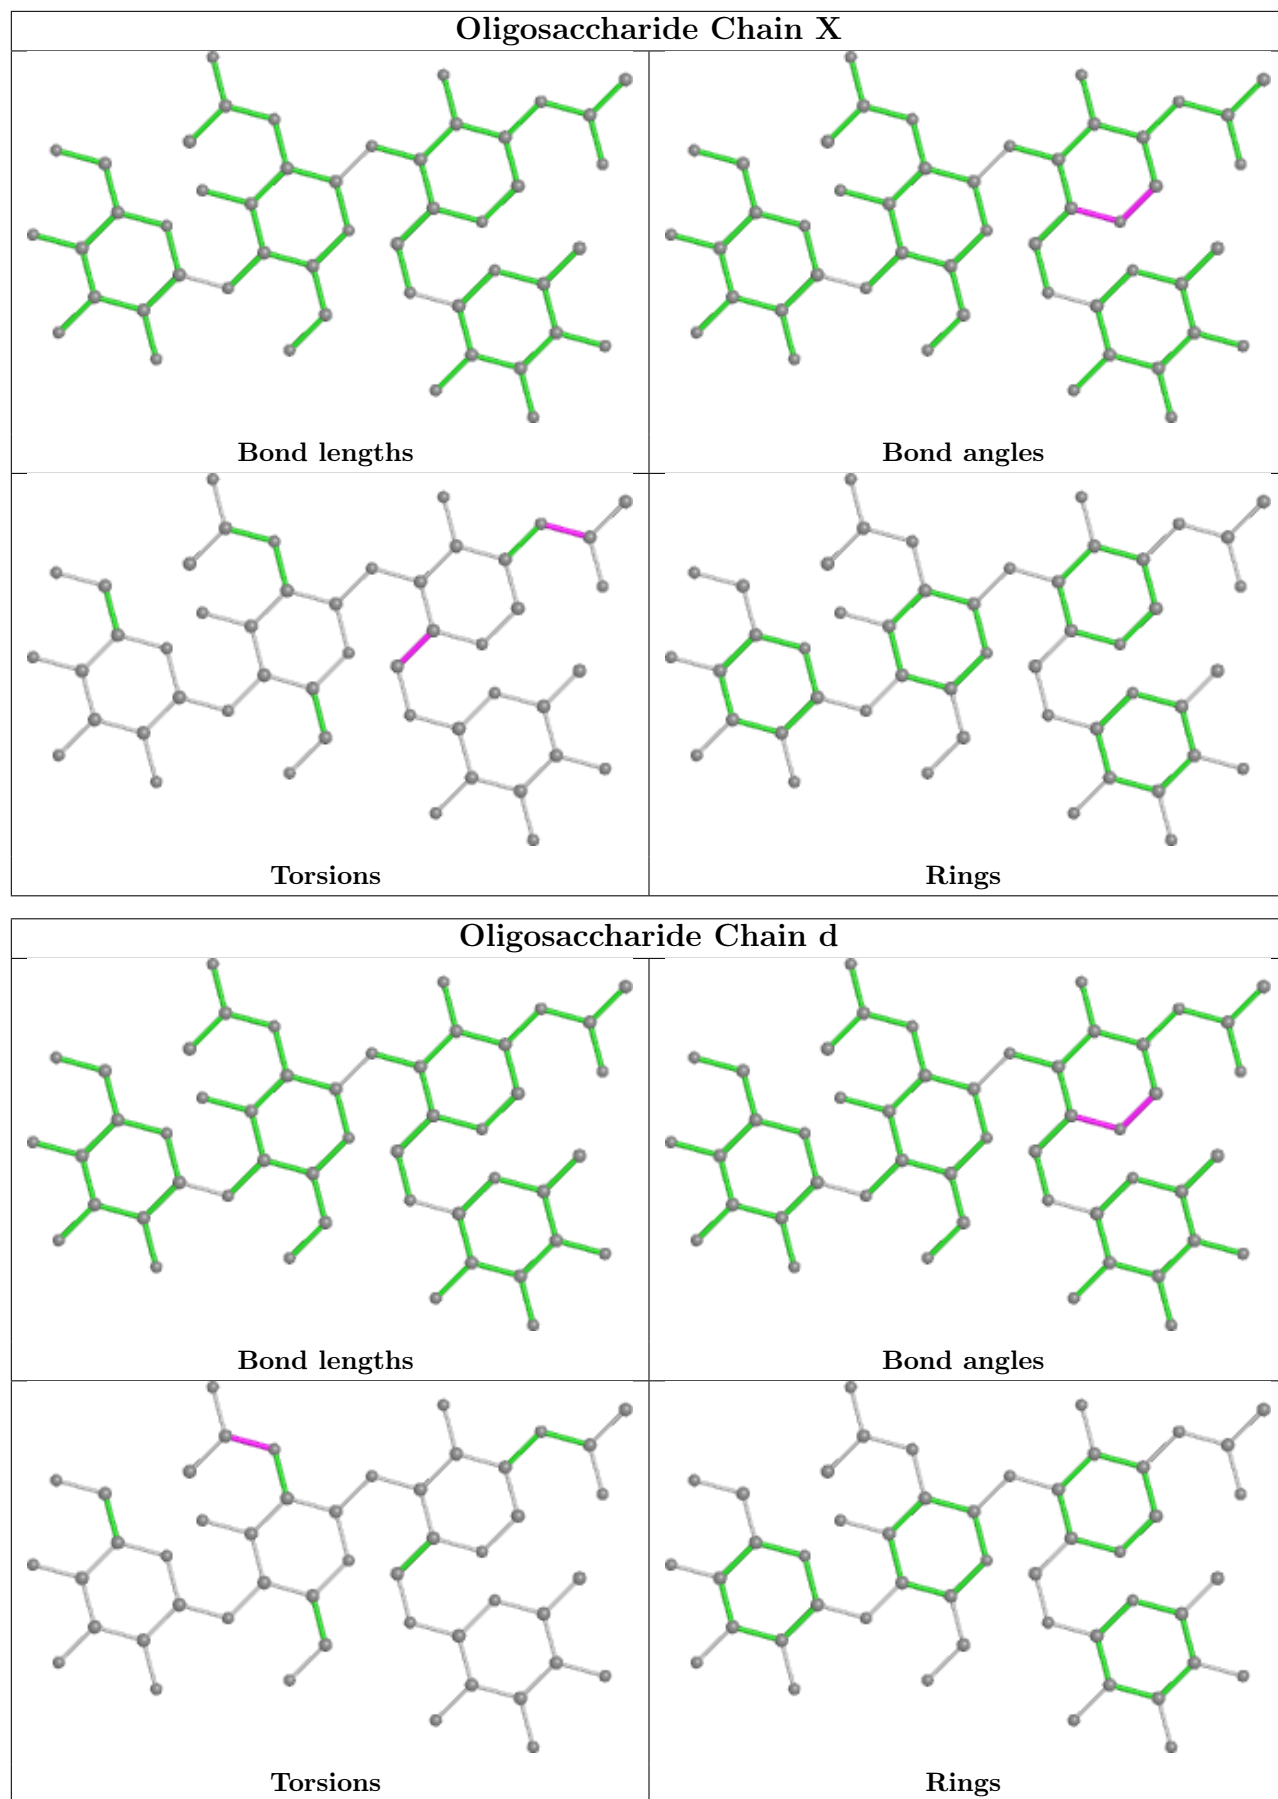 Oligosaccharide Chain X
Bond lengths
Bond angles
Torsions
Rings
Oligosaccharide Chain d
Bond lengths
Bond angles
Torsions
Rings